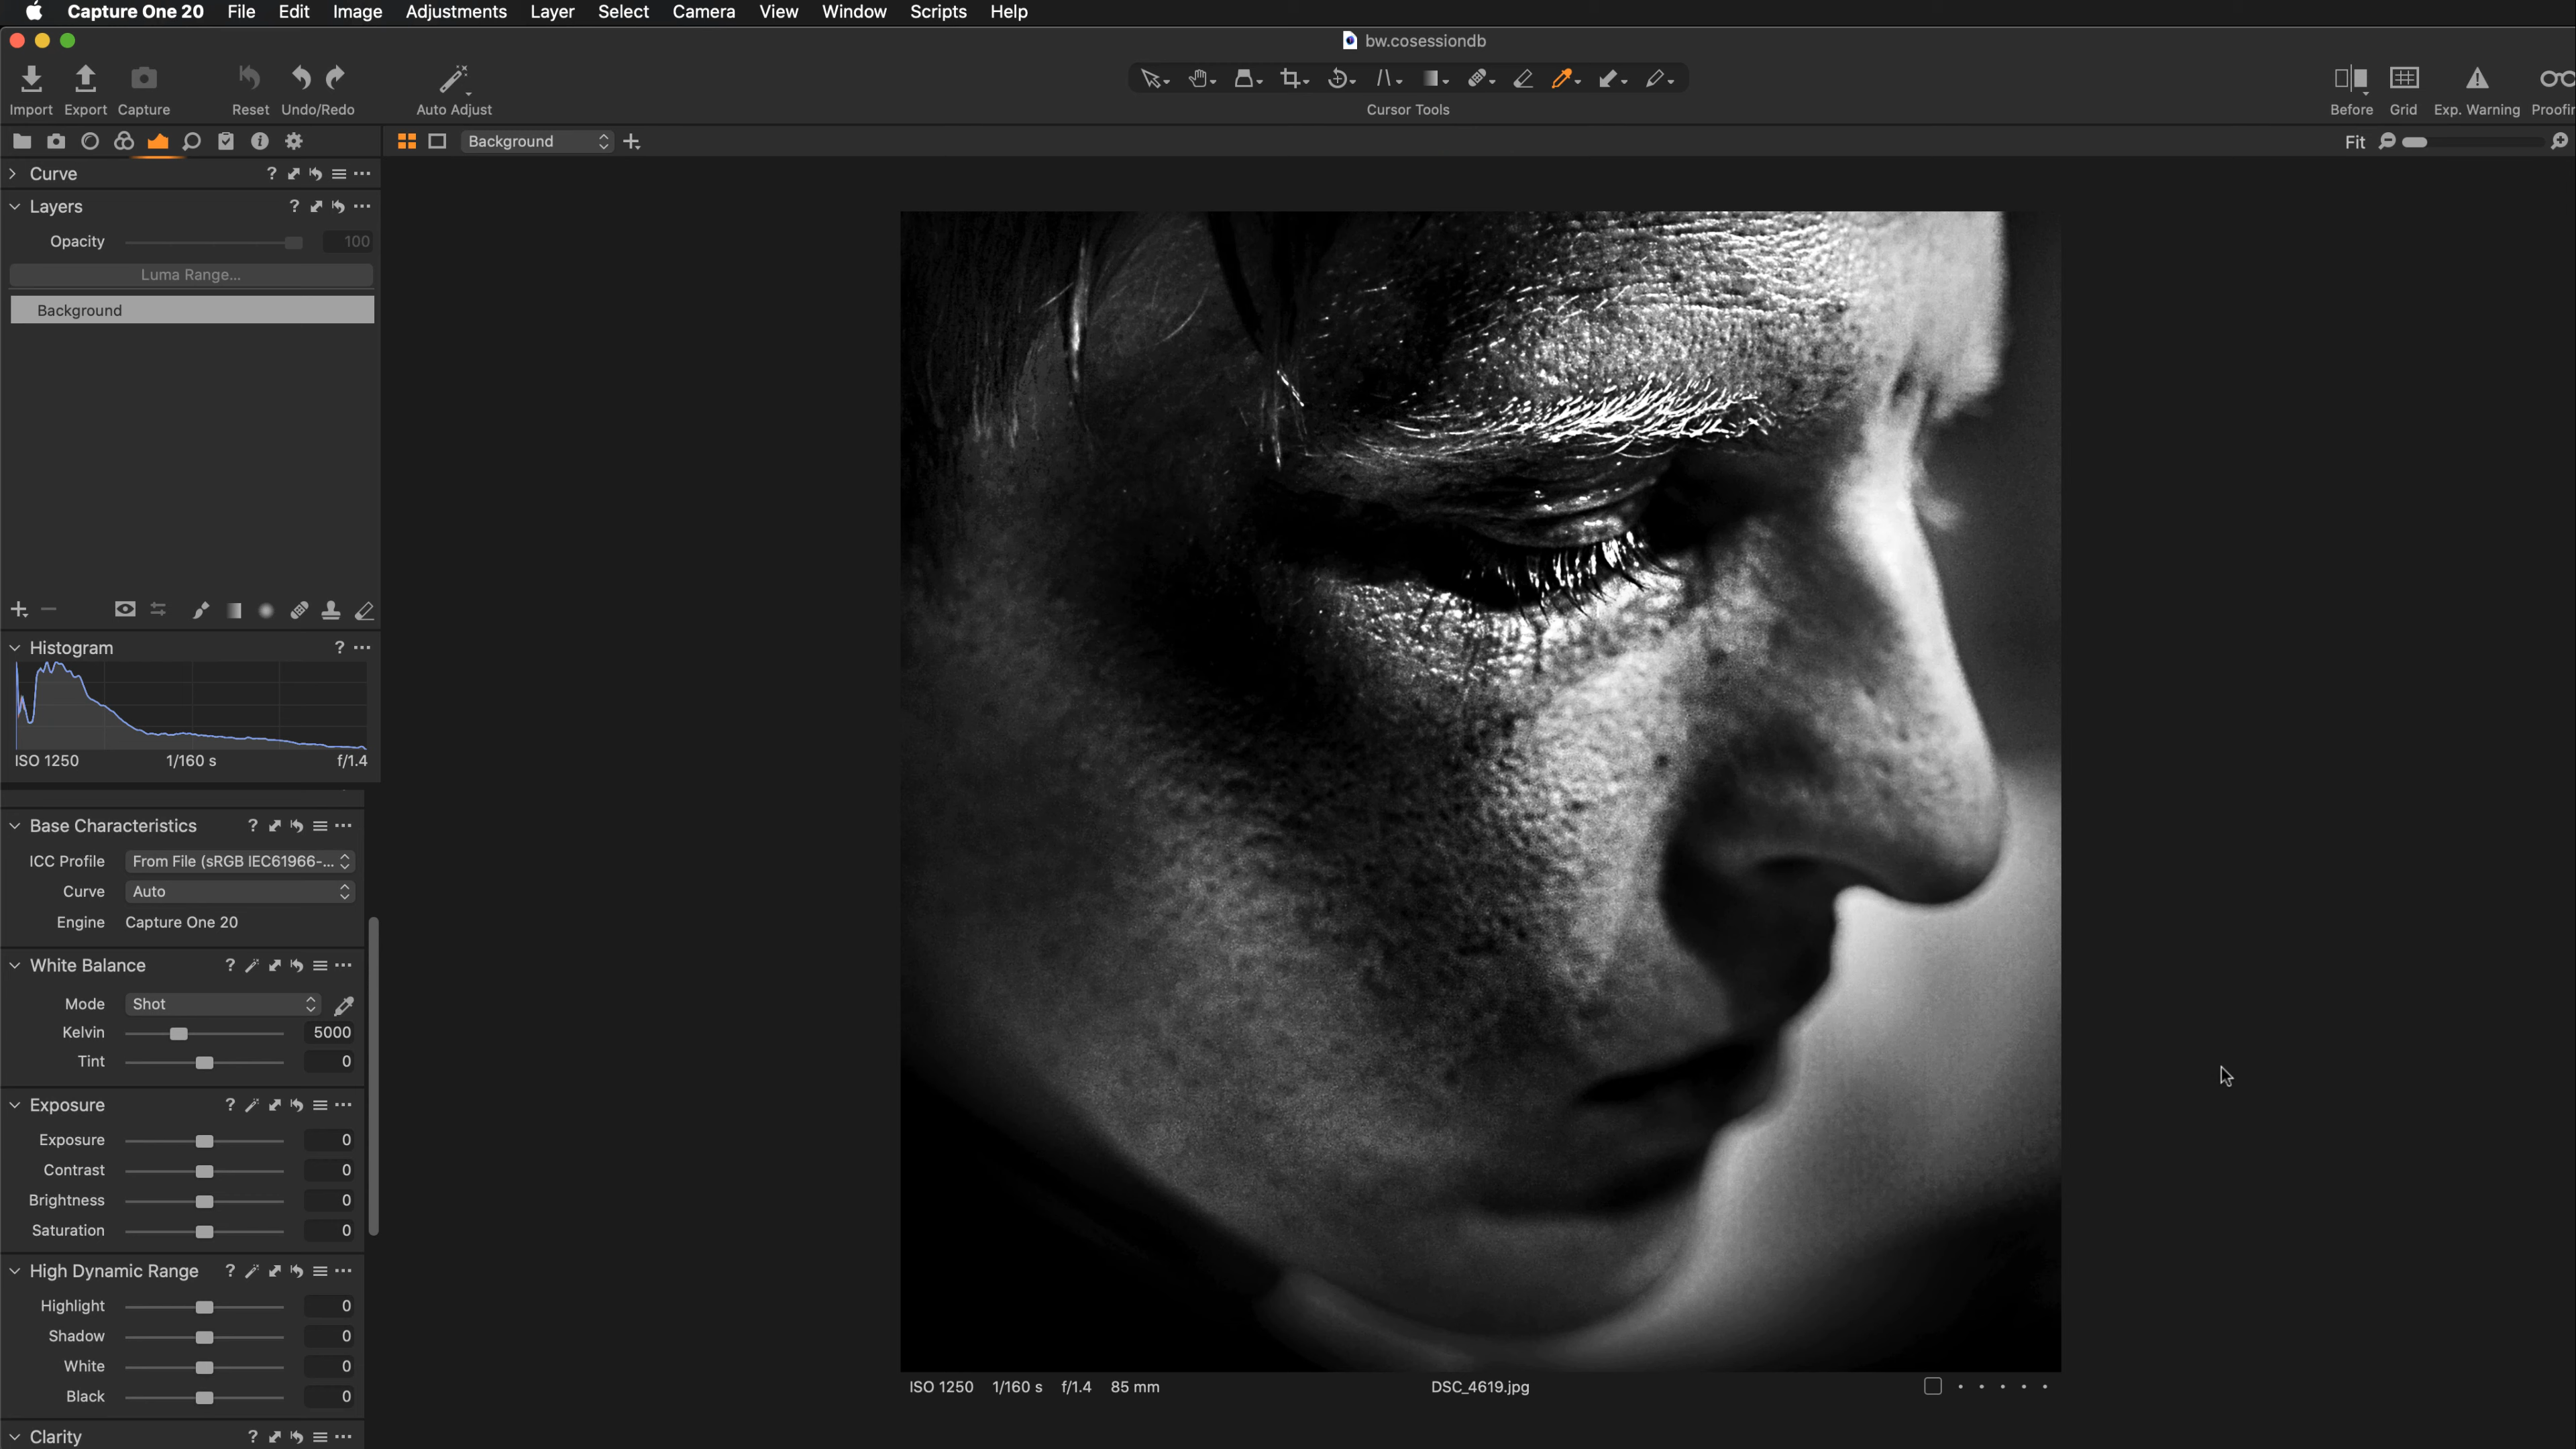 Capture One 20 File Edit Image Adjustments Layer Select Camera View Window Scripts Help
bw.cosessiondb
Import Export Capture Reset Undo/Redo Auto Adjust Cursor Tools Before Grid Exp. Warning
Background Fit
Curve ?
Layers ?
Opacity 100
Luma Range...
Background
Histogram ?
ISO 1250 1/160 s f/1.4
Base Characteristics ?
ICC Profile From File (sRGB IEC61966-...
Curve Auto
Engine Capture One 20
White Balance ?
Mode Shot
Kelvin 5000
Tint 0
Exposure ?
Exposure 0
Contrast 0
Brightness 0
Saturation 0
High Dynamic Range ?
Highlight 0
Shadow 0
White 0
Black 0
ISO 1250 1/160 s f/1.4 85 mm DSC_4619.jpg
Clarity ?